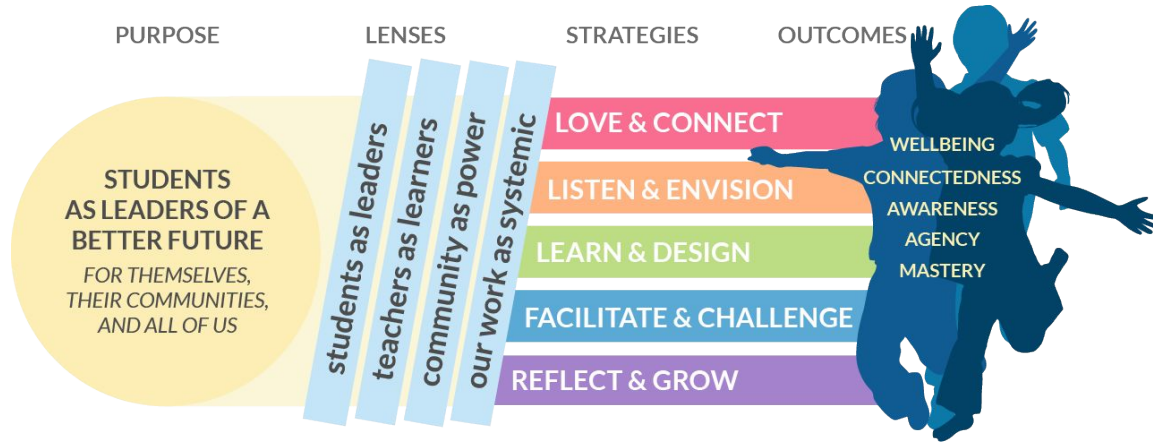 PURPOSE
LENSES
STRATEGIES
OUTCOMES
STUDENTS
AS LEADERS OF A
BETTER FUTURE
FOR THEMSELVES,
THEIR COMMUNITIES,
AND ALL OF US
students as leaders
teachers as learners
community as power
our work as systemic
LOVE & CONNECT
LISTEN & ENVISION
LEARN & DESIGN
FACILITATE & CHALLENGE
REFLECT & GROW
WELLBEING
CONNECTEDNESS
AWARENESS
AGENCY
MASTERY